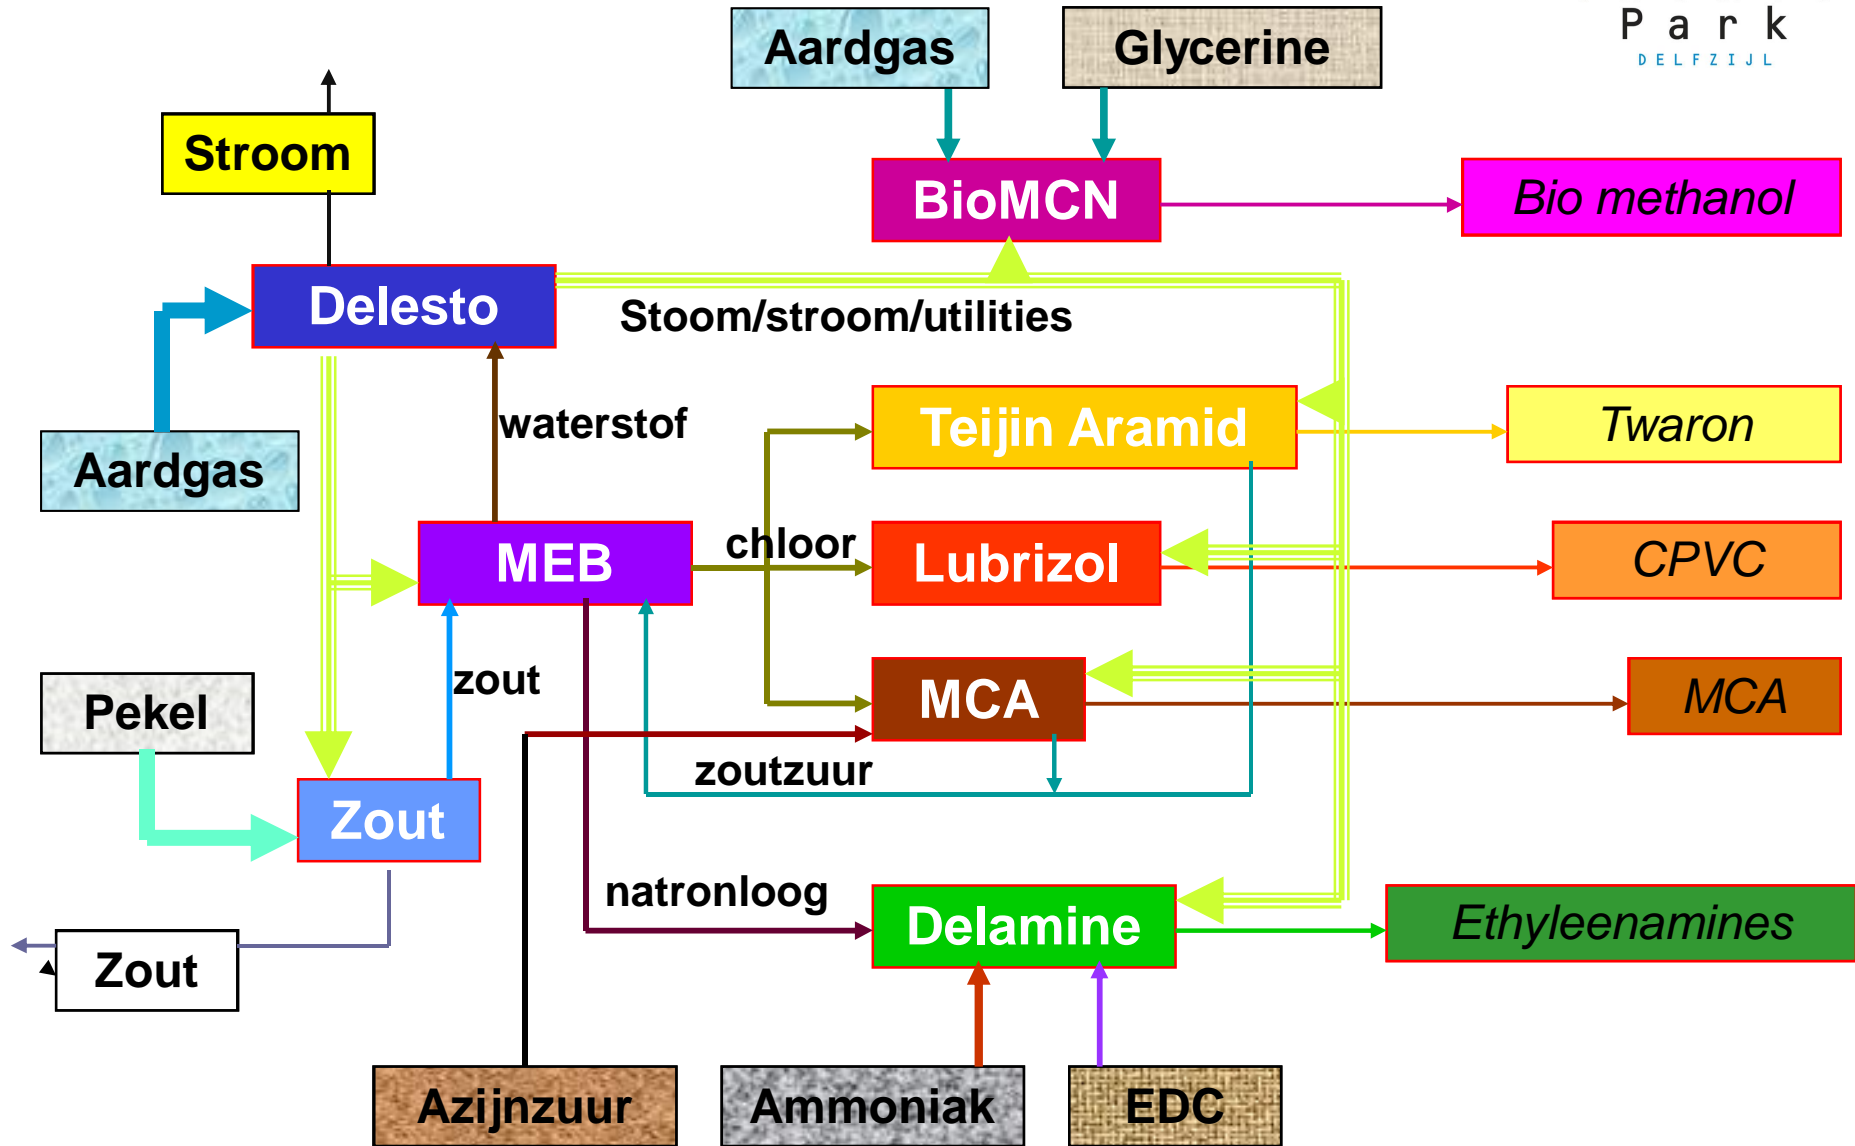 Park
DELFZIJL
Aardgas
Glycerine
Stroom
BioMCN
Bio methanol
Delesto
Stoom/stroom/utilities
waterstof
Teijin Aramid
Twaron
Aardgas
MEB
chloor
Lubrizol
CPVC
zout
Pekel
MCA
MCA
zoutzuur
Zout
natronloog
Delamine
Ethyleenamines
Zout
Azijnzuur
Ammoniak
EDC